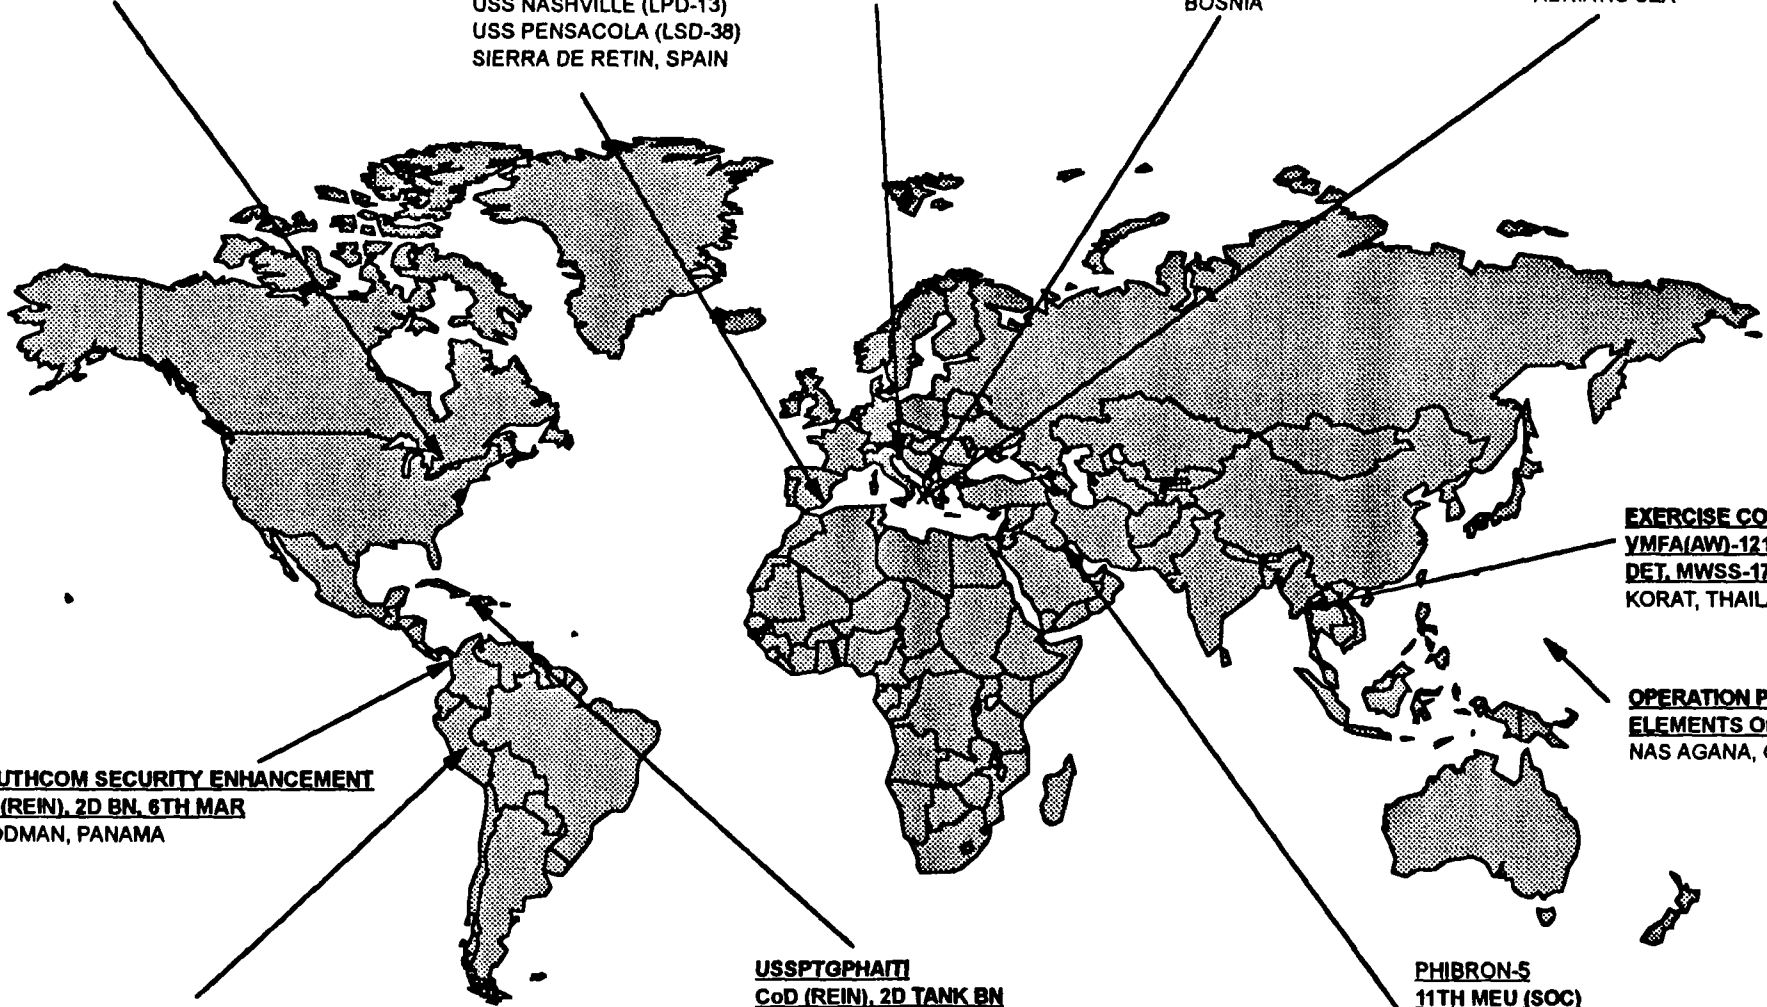 USS NASHVILLE (LPD-13)
USS PENSACOLA (LSD-38)
SIERRA DE RETIN, SPAIN
BOSNIA
ADRIATIC SEA
EXERCISE CO
VMFA(AW)-121
DET, MWSS-17
KORAT, THAIL
OPERATION P
ELEMENTS O
NAS AGANA,
UTHCOM SECURITY ENHANCEMENT
(REIN), 2D BN, 6TH MAR
ODMAN, PANAMA
USSPTGPHAITI
CoD (REIN), 2D TANK BN
PHIBRON-5
11TH MEU (SOC)